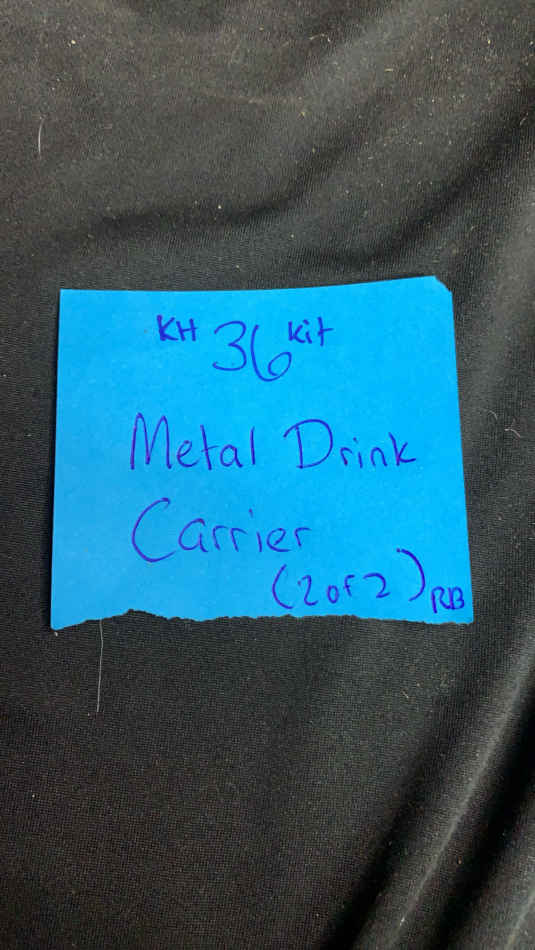 KH 36 Kit
Metal Drink
Carrier
(2 of 2) RB